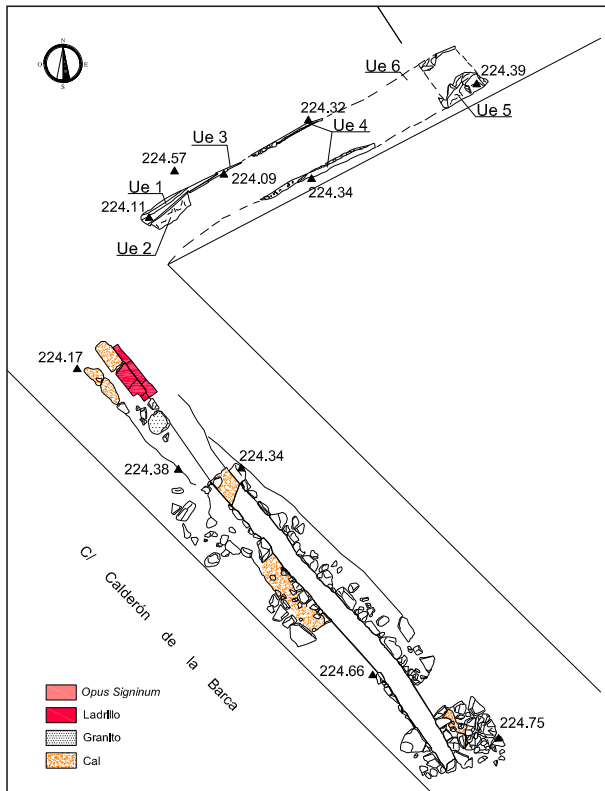 N
O E
S
Ue 6
224.39
Ue 5
224.32
Ue 4
Ue 3
224.57
224.09
224.34
Ue 1
224.11
Ue 2
224.17
224.38
224.34
C/ Calderón de la Barca
224.66
224.75
Opus Signinum
Ladrillo
Granito
Cal